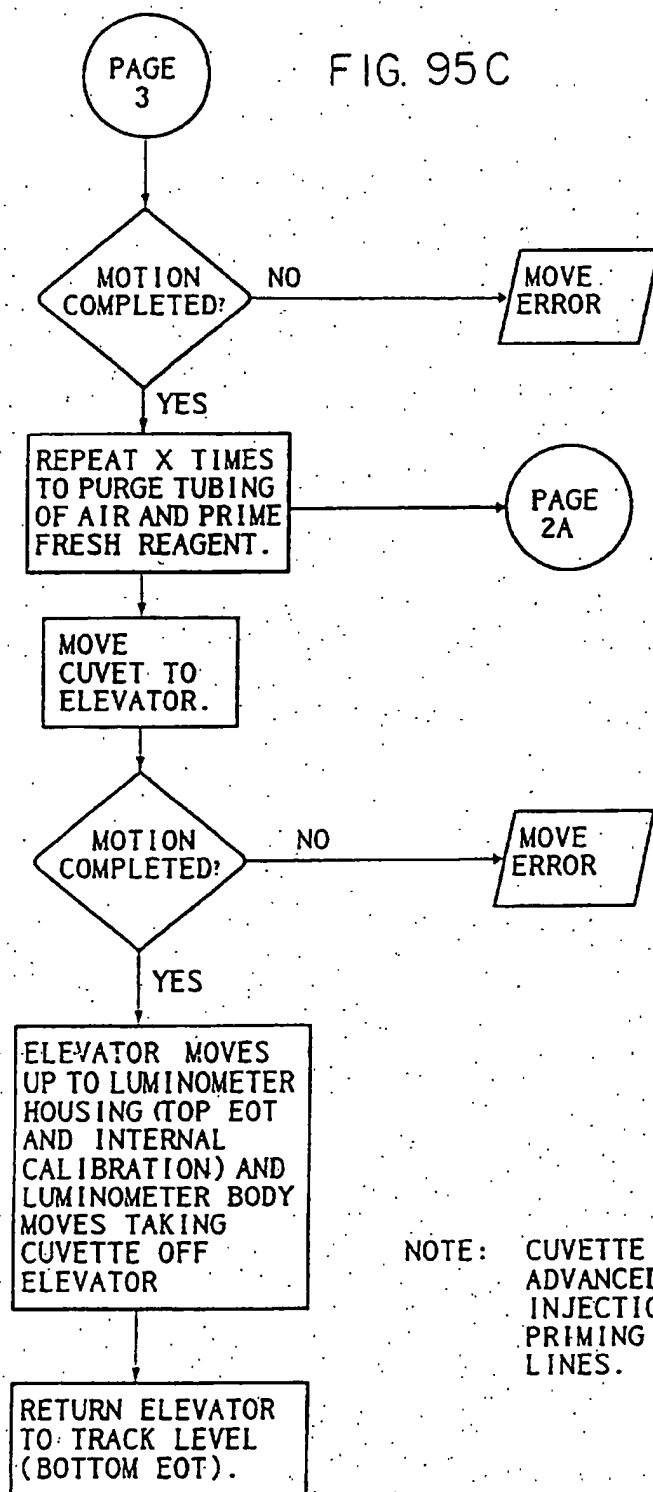 PAGE
3
FIG. 95C
MOTION
COMPLETED?
NO
MOVE
ERROR
YES
REPEAT X TIMES
TO PURGE TUBING
OF AIR AND PRIME
FRESH REAGENT.
PAGE
2A
MOVE
CUVET TO
ELEVATOR.
MOTION
COMPLETED?
NO
MOVE
ERROR
YES
ELEVATOR MOVES
UP TO LUMINOMETER
HOUSING (TOP EOT
AND INTERNAL
CALIBRATION) AND
LUMINOMETER BODY
MOVES TAKING
CUVETTE OFF
ELEVATOR
NOTE: CUVETTE
ADVANCED
INJECTIO
PRIMING
LINES.
RETURN ELEVATOR
TO TRACK LEVEL
(BOTTOM EOT).